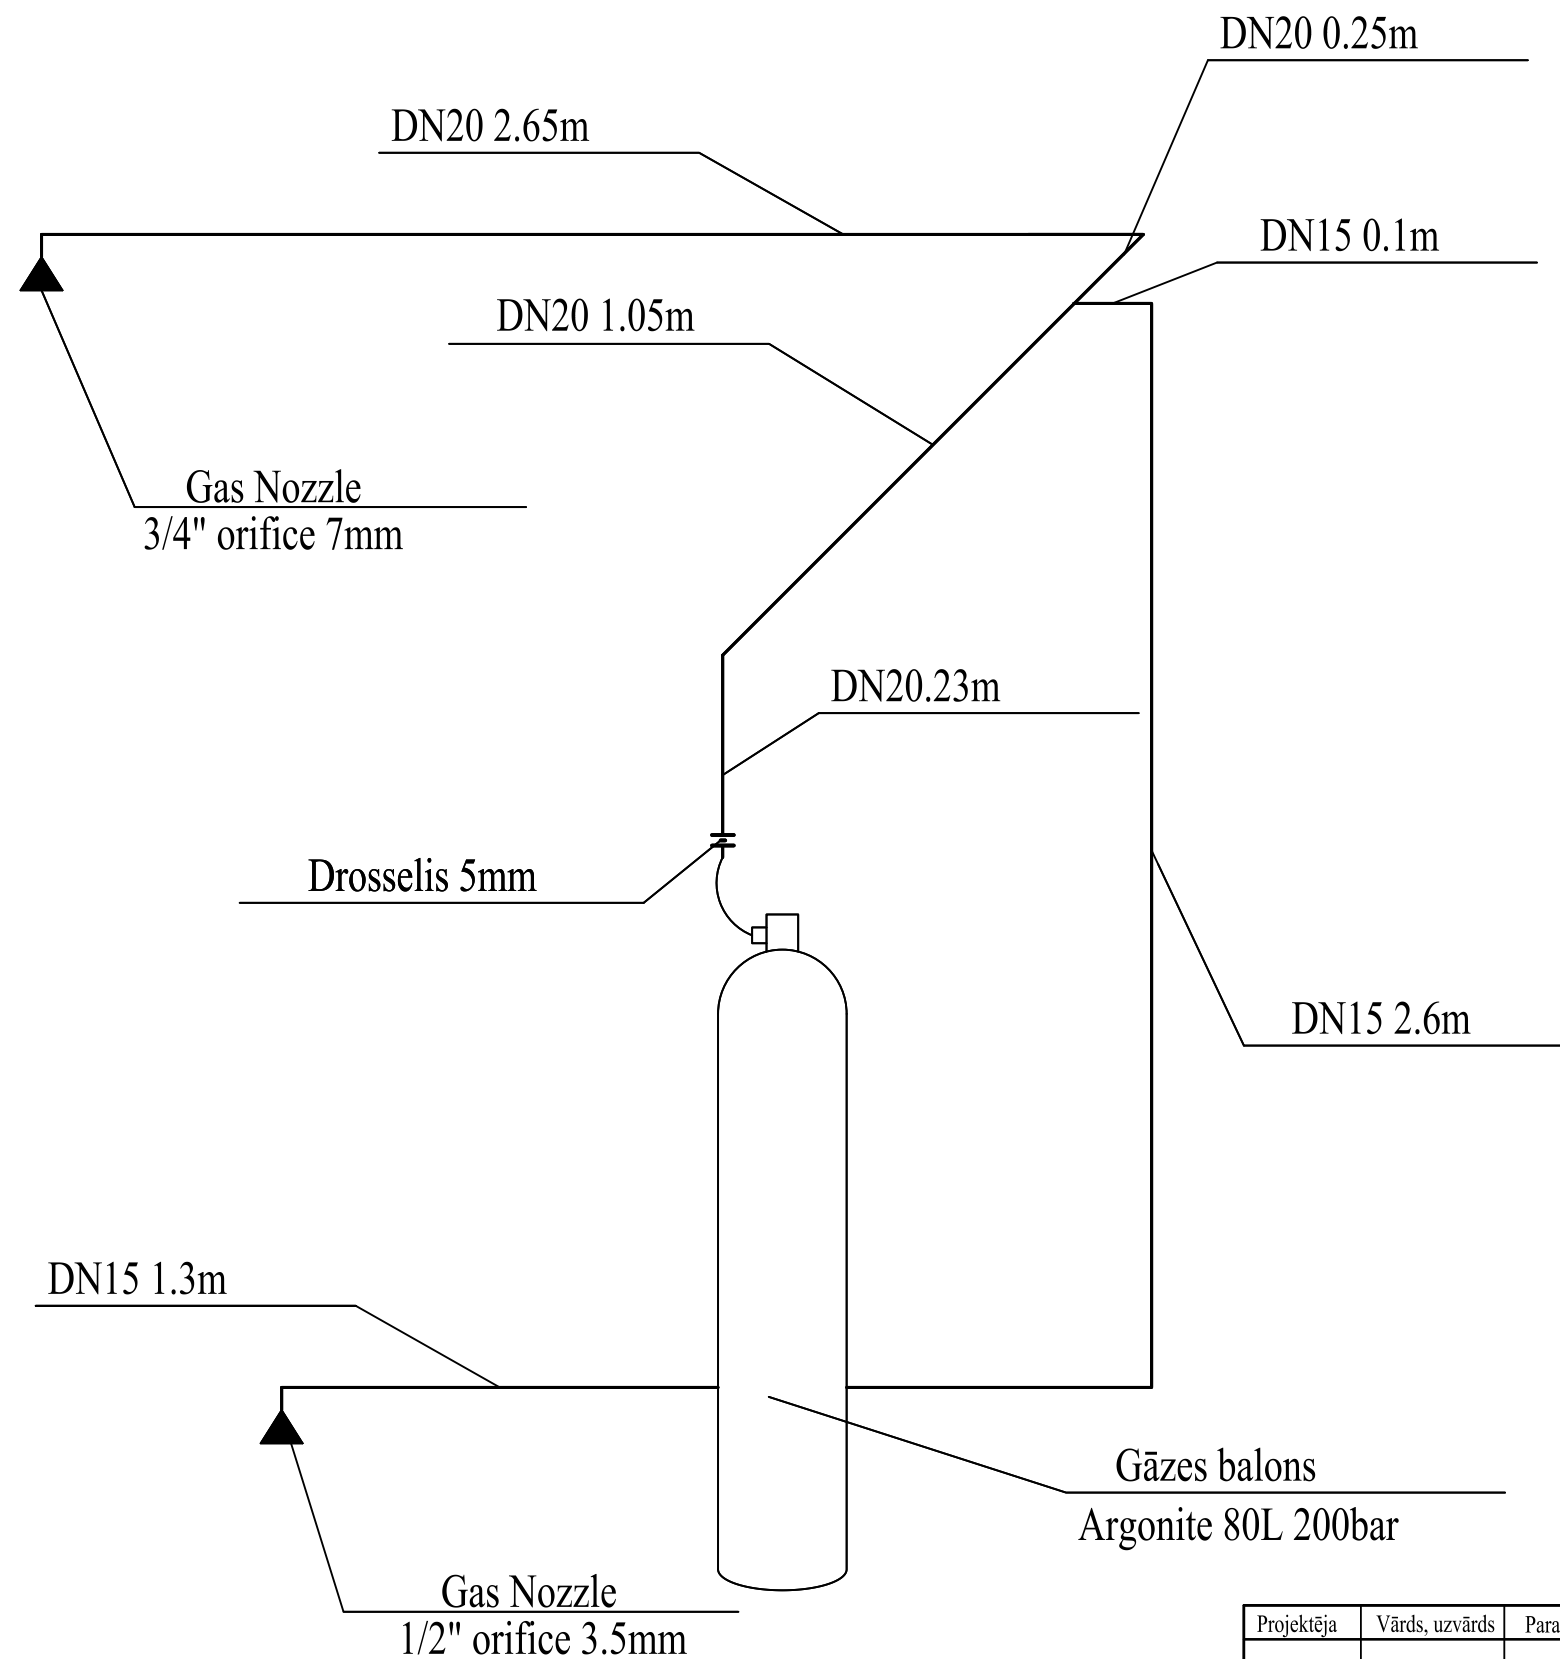 DN20 0.25m
DN20 2.65m
DN15 0.1m
DN20 1.05m
Gas Nozzle
3/4" orifice 7mm
DN20.23m
Drosselis 5mm
DN15 2.6m
DN15 1.3m
Gāzes balons
Argonite 80L 200bar
Gas Nozzle
1/2" orifice 3.5mm
Projektēja Vārds, uzvārds Para